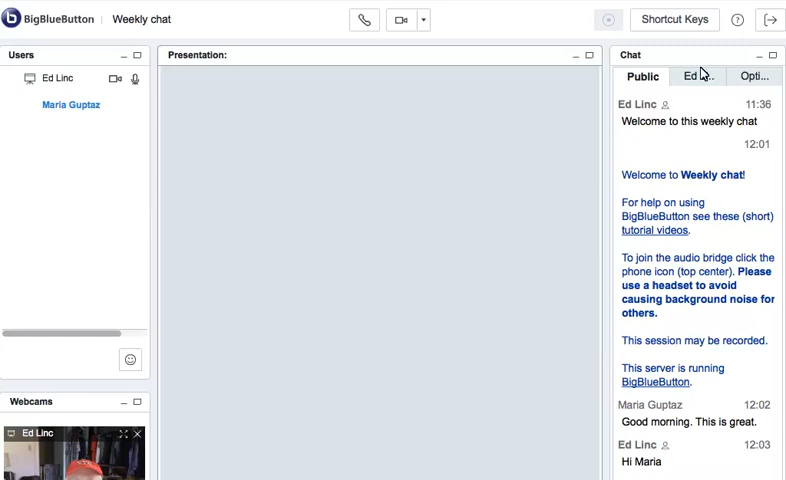 BigBlueButton Weekly chat Shortcut Keys
Users
Ed Linc
Maria Guptaz
Presentation:
Chat
Public Ed ... Opti...
Ed Linc 11:36
Welcome to this weekly chat
12:01
Welcome to Weekly chat!
For help on using
BigBlueButton see these (short)
tutorial videos.
To join the audio bridge click the
phone icon (top center). Please
use a headset to avoid
causing background noise for
others.
This session may be recorded.
This server is running
BigBlueButton.
Maria Guptaz 12:02
Good morning. This is great.
Ed Linc 12:03
Hi Maria
Webcams
Ed Linc